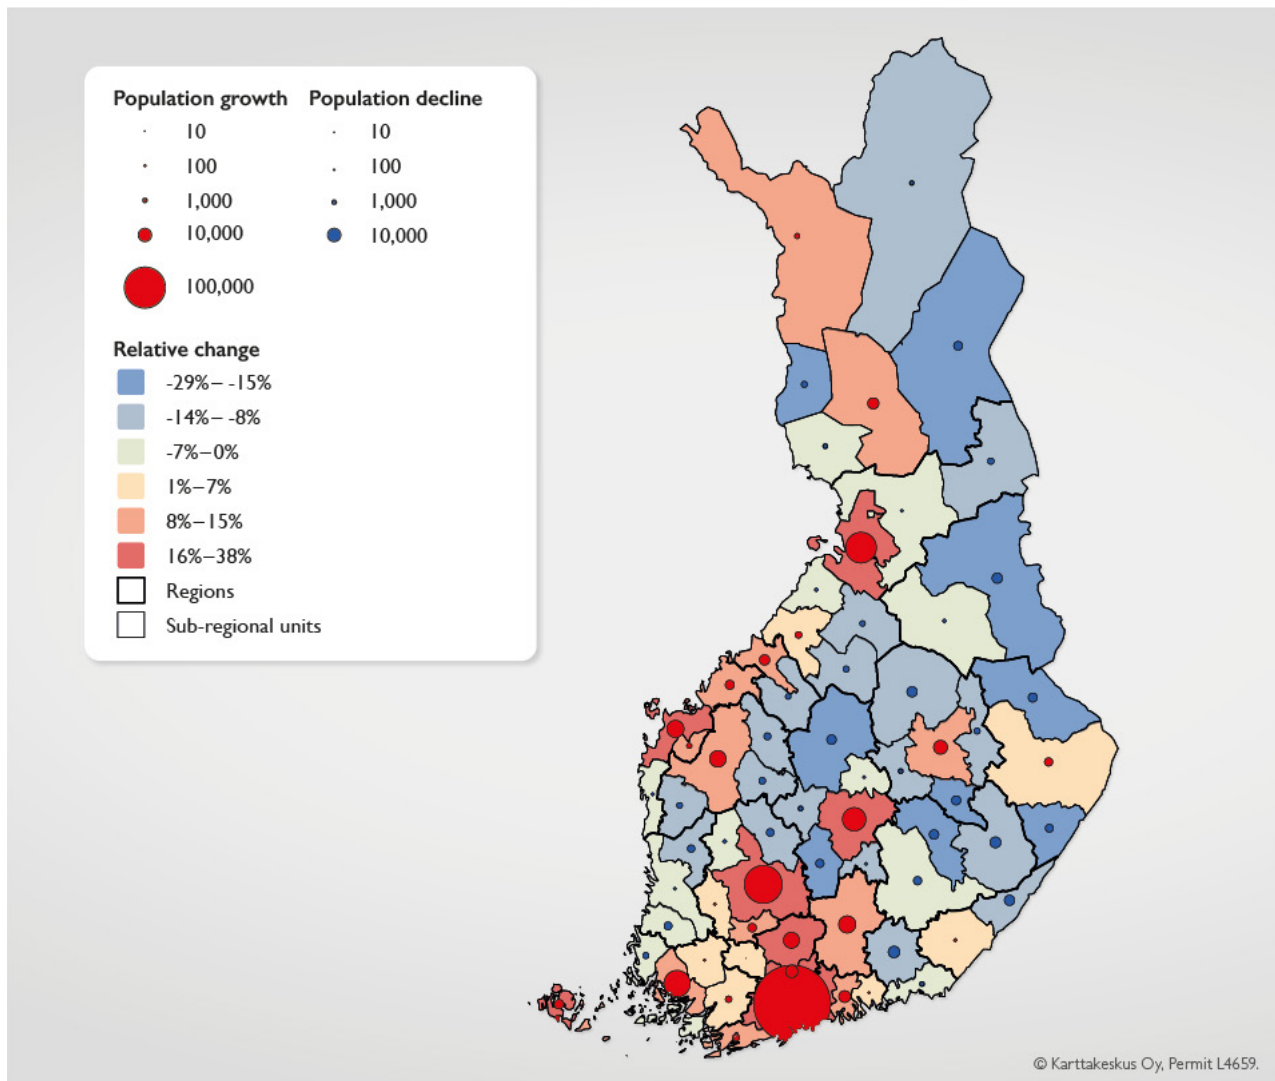 Population growth Population decline
10 10
100 100
1,000 1,000
10,000 10,000
100,000
Relative change
-29%– -15%
-14%– -8%
-7%–0%
1%–7%
8%–15%
16%–38%
Regions
Sub-regional units
© Karttakeskus Oy, Permit L4659.